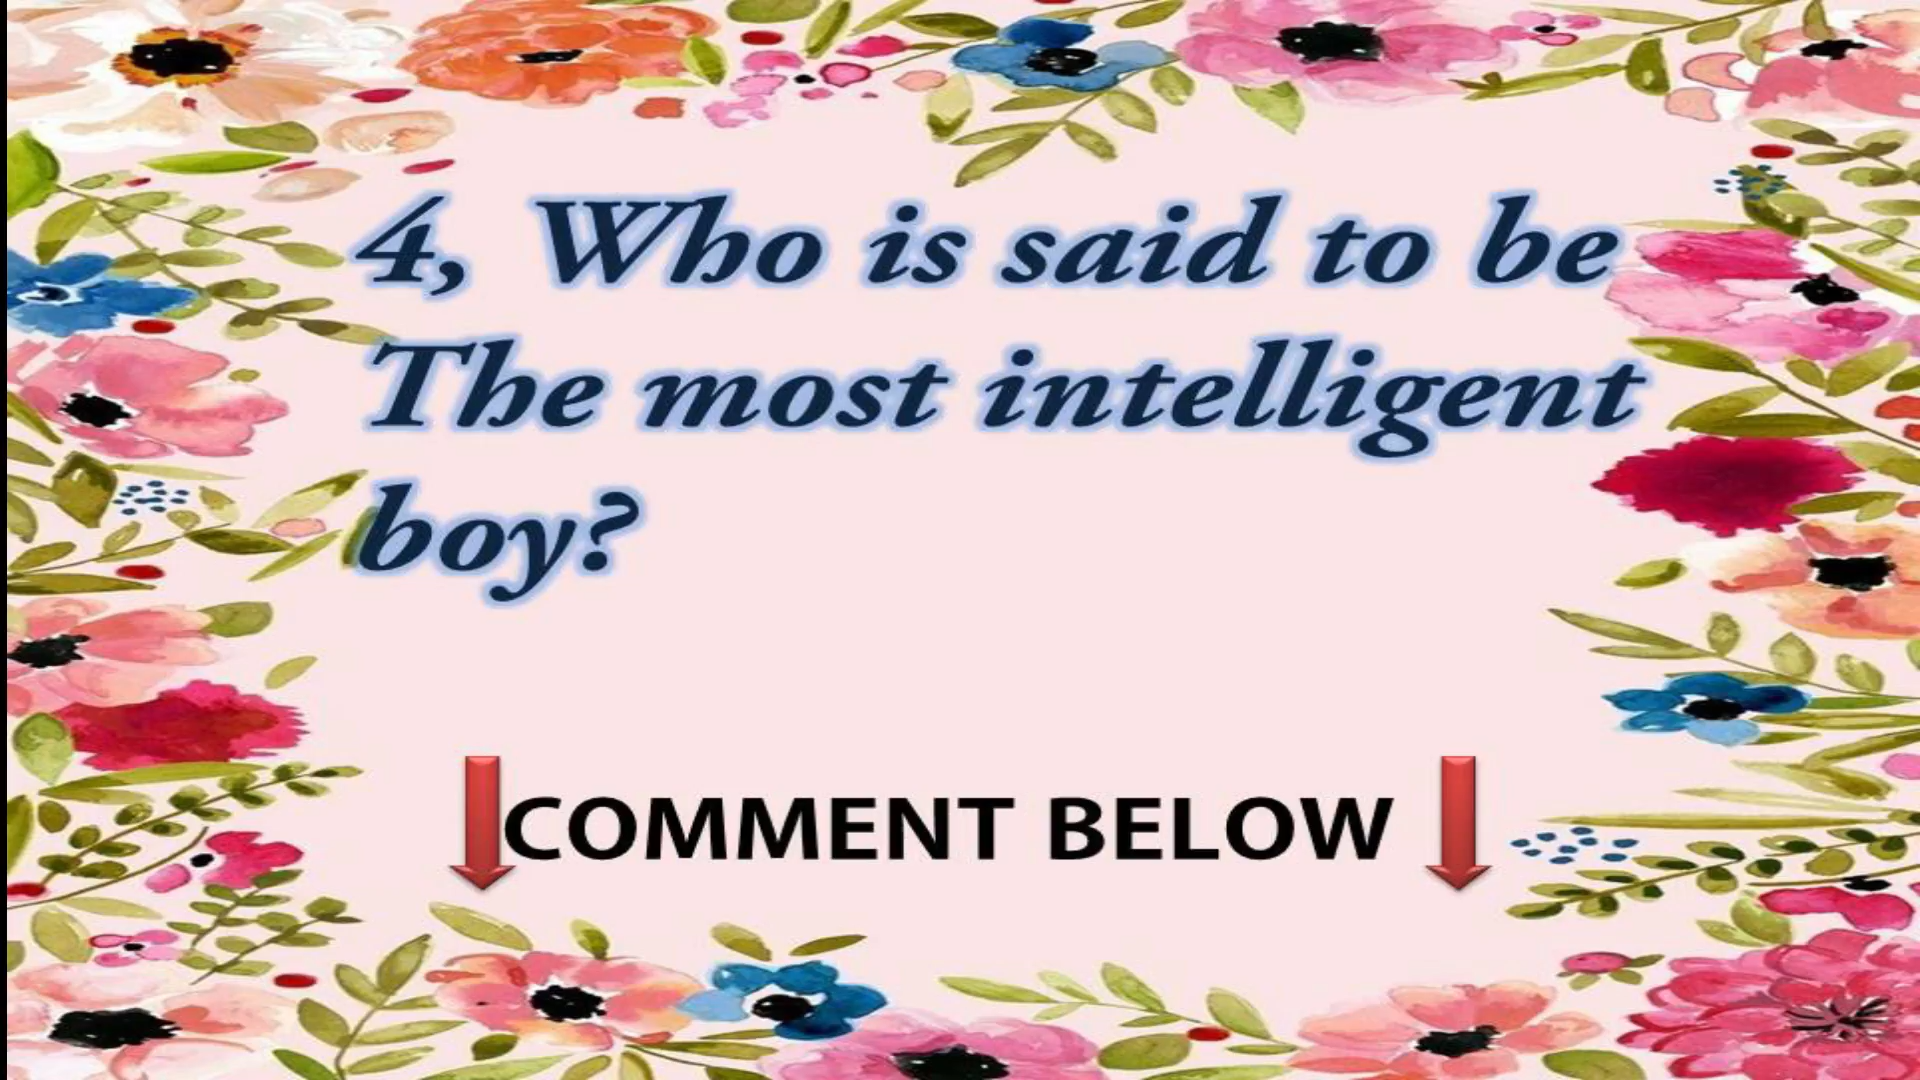 4, Who is said to be
The most intelligent
boy?
COMMENT BELOW